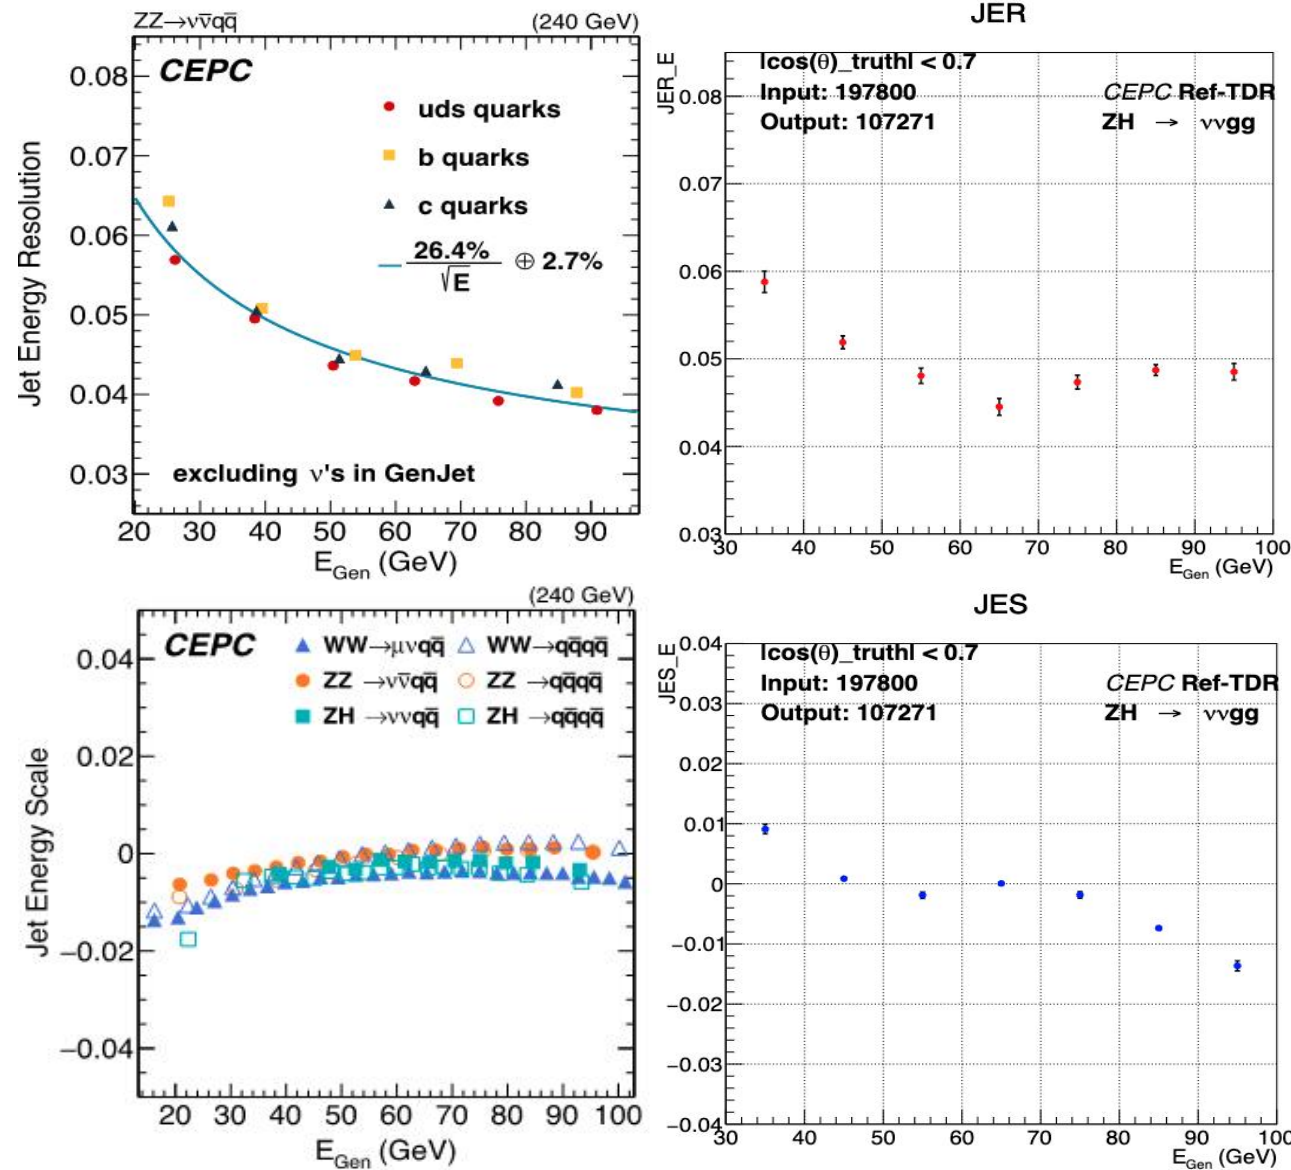 ZZ→νν̅qq̅ (240 GeV)
CEPC
uds quarks
b quarks
c quarks
26.4%
√E
⊕ 2.7%
excluding ν's in GenJet
0.08
0.07
0.06
0.05
0.04
0.03
Jet Energy Resolution
20 30 40 50 60 70 80 90
E_Gen (GeV)
JER
|cos(θ)_truth| < 0.7
Input: 197800
Output: 107271
CEPC Ref-TDR
ZH → ννgg
JER_E
0.08
0.07
0.06
0.05
0.04
0.03
30 40 50 60 70 80 90 100
E_Gen (GeV)
(240 GeV)
CEPC
WW→μνqq̅ WW→qq̅qq̅
ZZ →νν̅qq̅ ZZ →qq̅qq̅
ZH →ννqq̅ ZH →qq̅qq̅
0.04
0.02
0
−0.02
−0.04
Jet Energy Scale
20 30 40 50 60 70 80 90 100
E_Gen (GeV)
JES
|cos(θ)_truth| < 0.7
Input: 197800
Output: 107271
CEPC Ref-TDR
ZH → ννgg
JES_E
0.04
0.03
0.02
0.01
0
−0.01
−0.02
−0.03
−0.04
30 40 50 60 70 80 90 100
E_Gen (GeV)